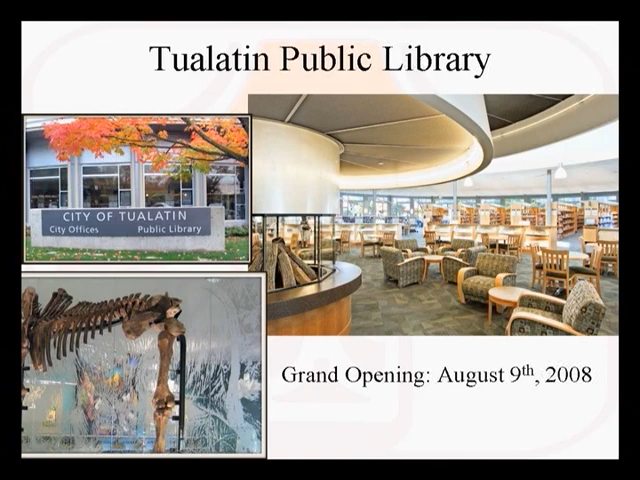 Tualatin Public Library
CITY OF TUALATIN
City Offices Public Library
Grand Opening: August 9th, 2008